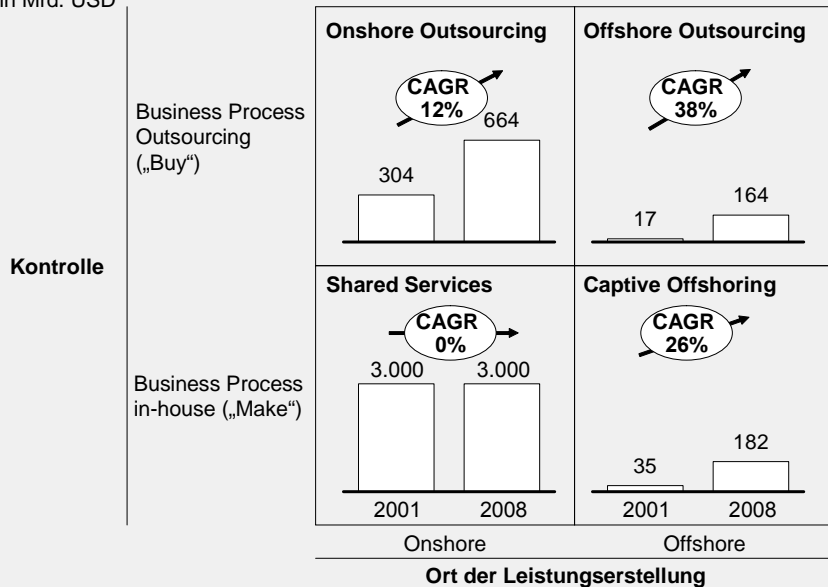 in Mrd. USD
Onshore Outsourcing
Offshore Outsourcing
CAGR
12%
CAGR
38%
Business Process
Outsourcing
(„Buy“)
304
664
17
164
Kontrolle
Shared Services
Captive Offshoring
CAGR
0%
CAGR
26%
Business Process
in-house („Make“)
3.000
3.000
35
182
2001
2008
2001
2008
Onshore
Offshore
Ort der Leistungserstellung